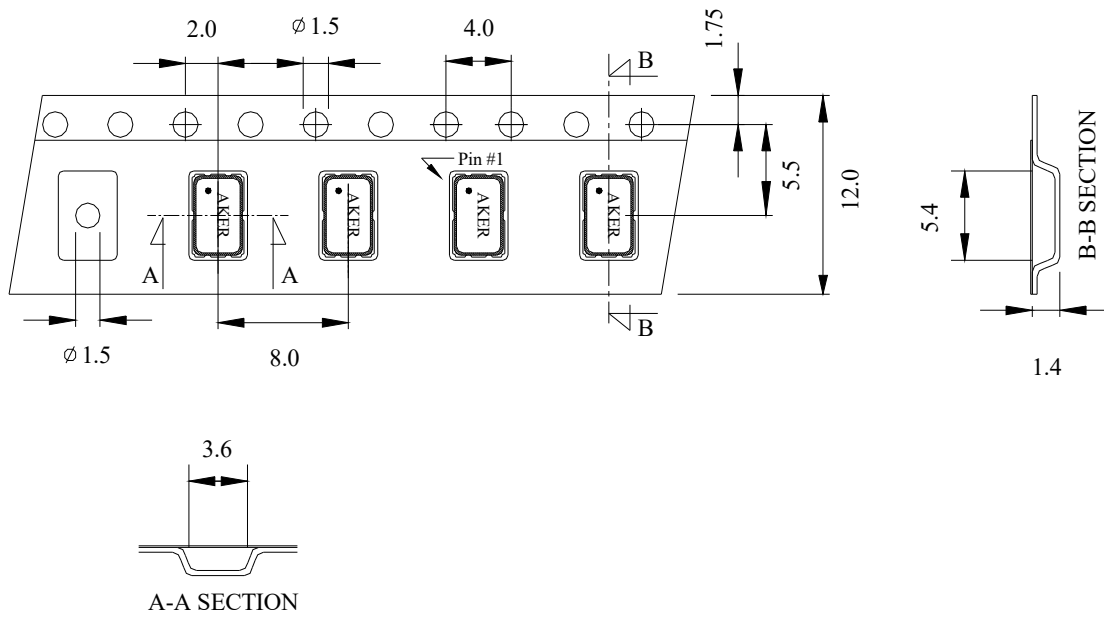 2.0
⌀ 1.5
4.0
1.75
B
Pin #1
AKER
AKER
AKER
AKER
A
A
5.5
12.0
5.4
B-B SECTION
B
⌀ 1.5
8.0
1.4
3.6
A-A SECTION